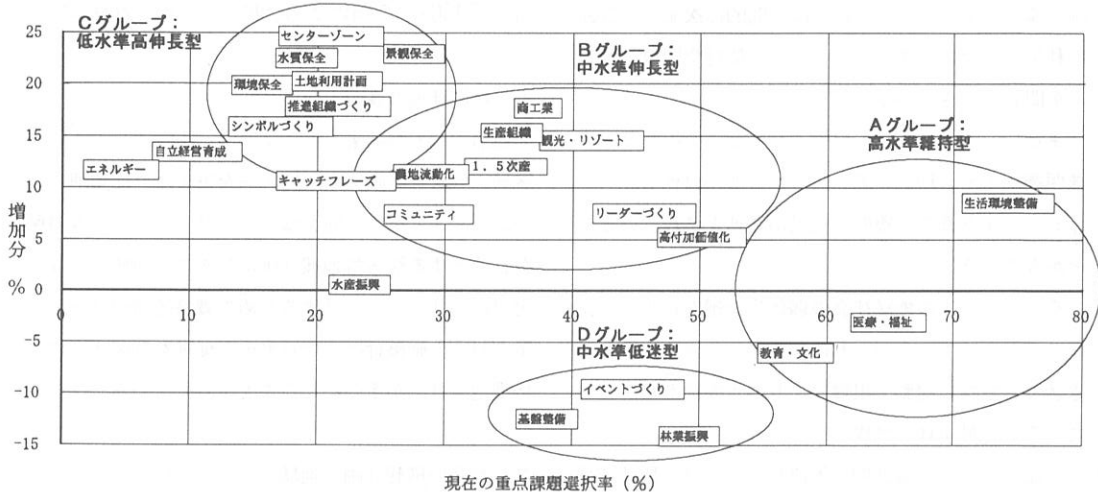 Cグループ：
低水準高伸長型
センターゾーン
景観保全
水質保全
環境保全
土地利用計画
推進組織づくり
シンボルづくり
自立経営育成
エネルギー
キャッチフレーズ
Bグループ：
中水準伸長型
商工業
生産組織
観光・リゾート
1．5次産
農地流動化
コミュニティ
リーダーづくり
高付加価値化
Aグループ：
高水準維持型
生活環境整備
医療・福祉
教育・文化
水産振興
Dグループ：
中水準低迷型
イベントづくり
基盤整備
林業振興
増加分 %
25
20
15
10
5
0
-5
-10
-15
0 10 20 30 40 50 60 70 80
現在の重点課題選択率（%）